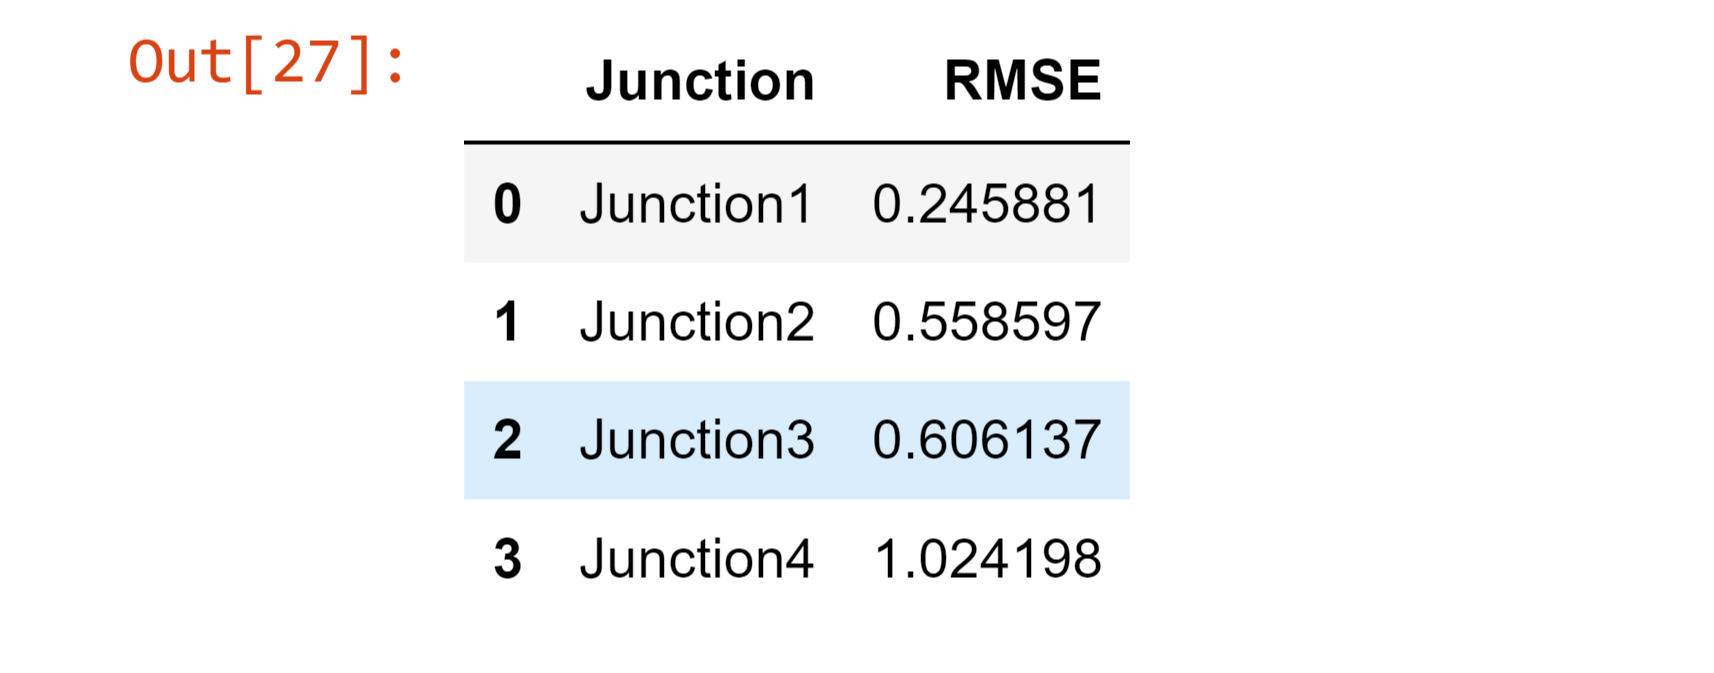 Out[27]:
Junction RMSE
0 Junction1 0.245881
1 Junction2 0.558597
2 Junction3 0.606137
3 Junction4 1.024198